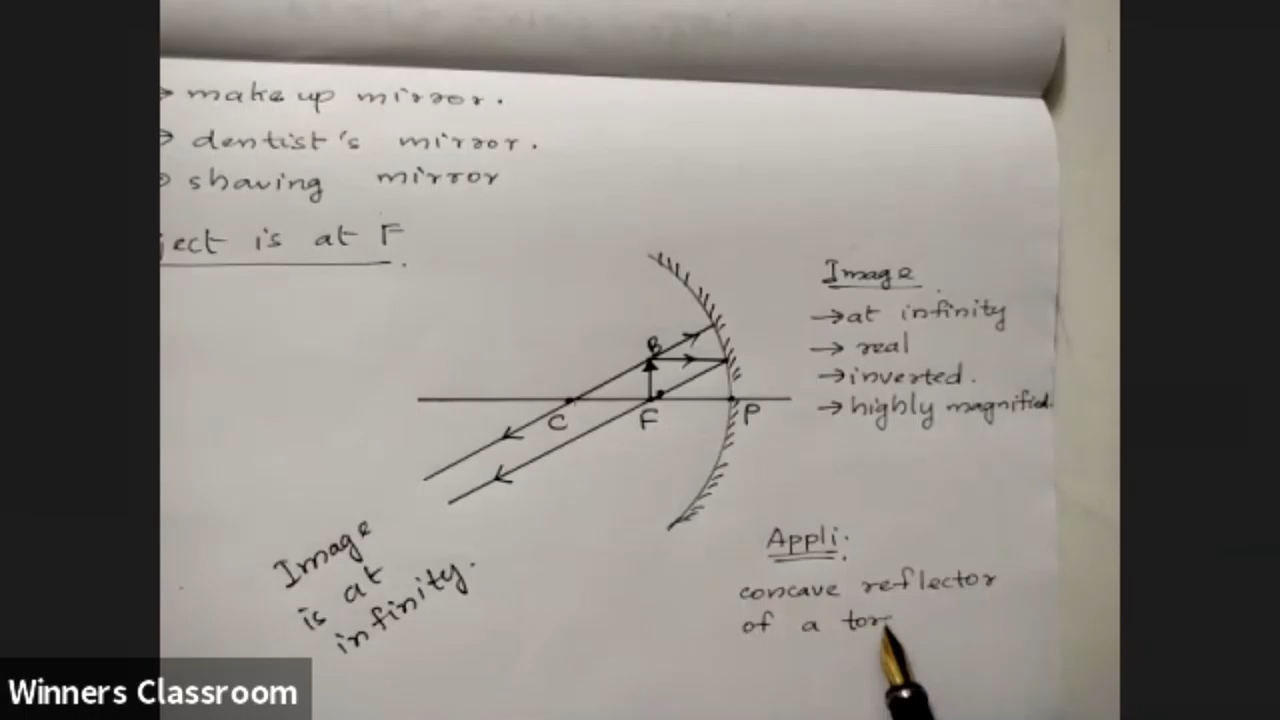 → make up mirror.
→ dentist's mirror.
shaving mirror
ject is at F.
Image
→ at infinity
→ real
→ inverted.
→ highly magnified.
B
C
F
P
Image
is at
infinity.
Appli:
concave reflector
of a tor
Winners Classroom